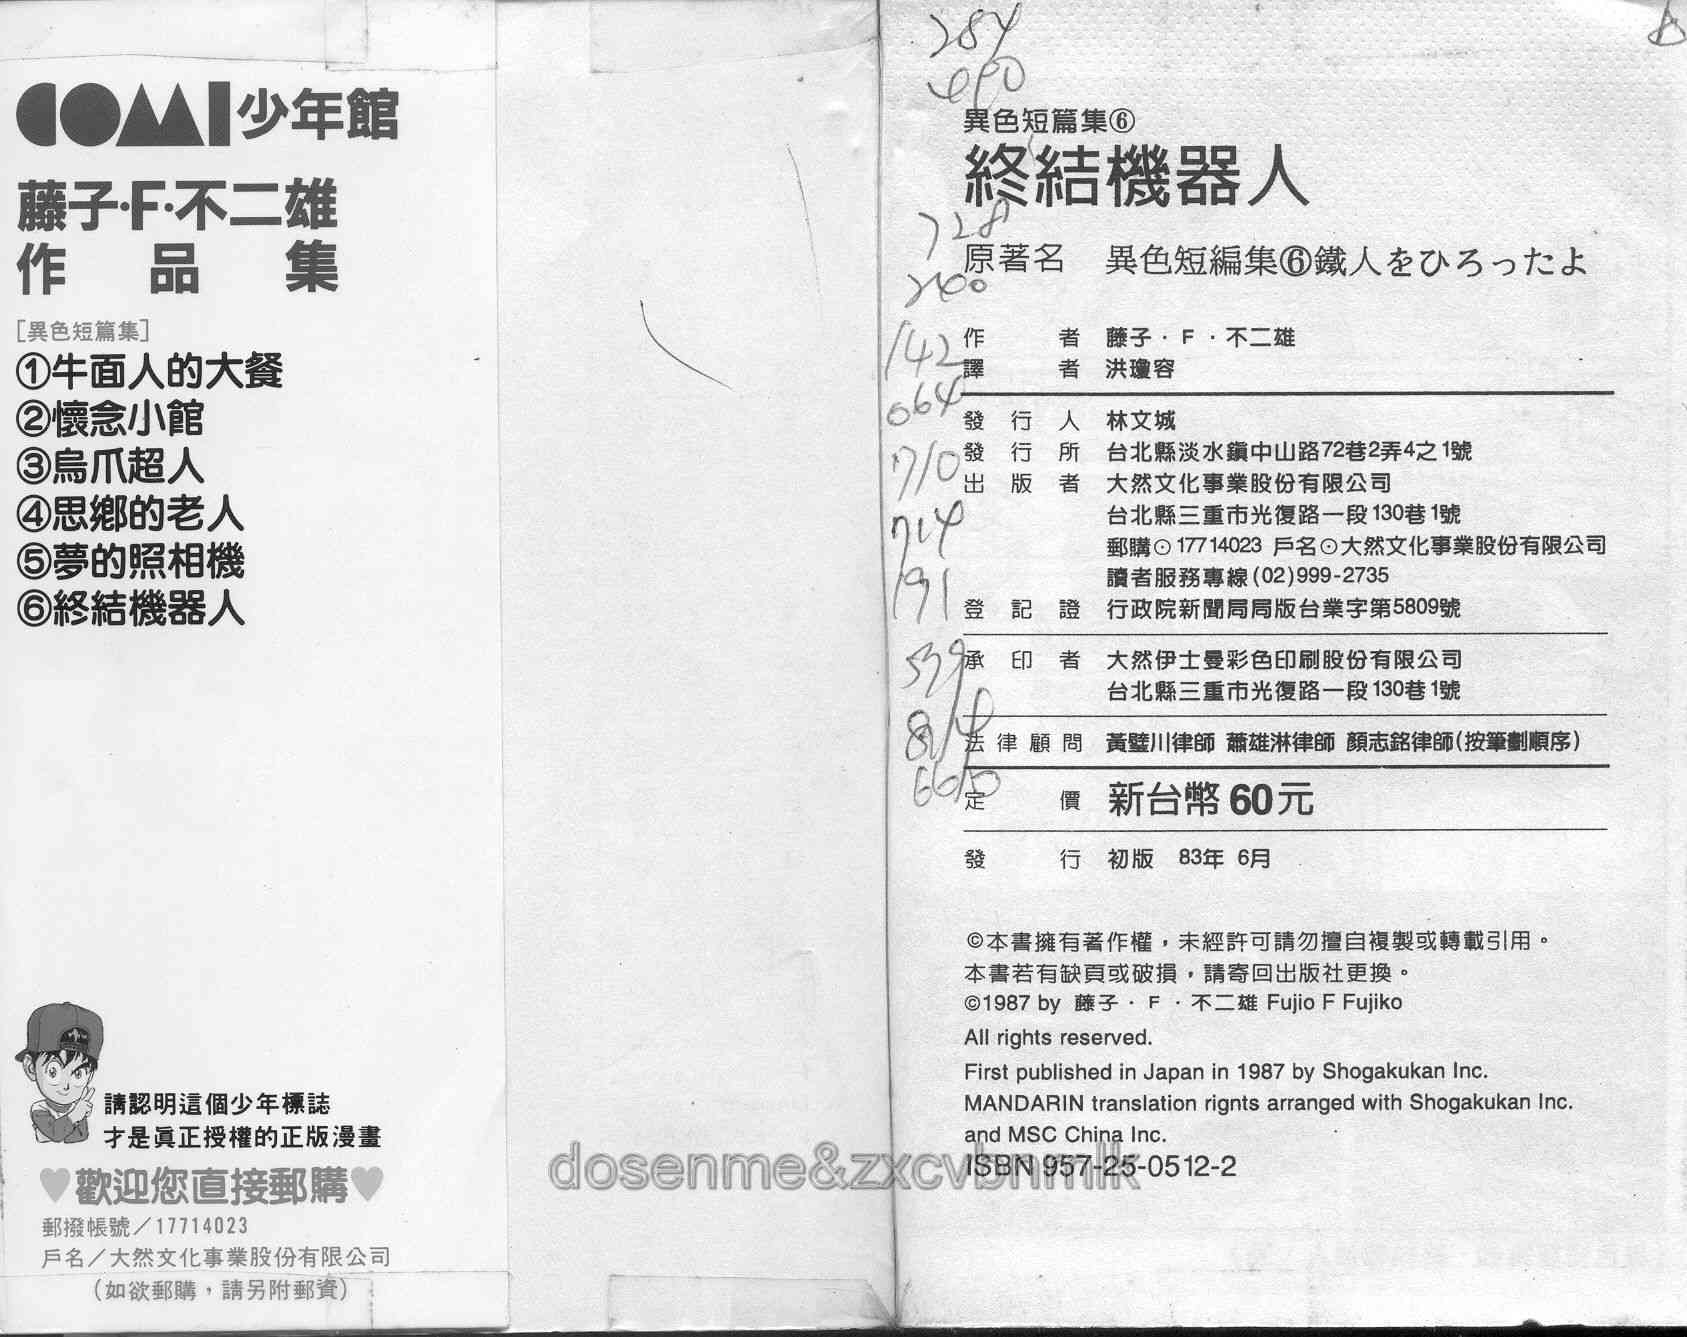 COMI少年館
藤子·F·不二雄
作品集
[異色短篇集]
①牛面人的大餐
②懷念小館
③烏爪超人
④思鄉的老人
⑤夢的照相機
⑥終結機器人
請認明這個少年標誌
才是真正授權的正版漫畫
♥歡迎您直接郵購♥
郵撥帳號／17714023
戶名／大然文化事業股份有限公司
（如欲郵購，請另附郵資）
284
728
240
142
064
710
714
191
539
異色短篇集⑥
終結機器人
原著名 異色短編集⑥鐵人をひろったよ
作者 藤子·F·不二雄
譯者 洪瓊容
發行人 林文城
發行所 台北縣淡水鎮中山路72巷2弄4之1號
出版者 大然文化事業股份有限公司
台北縣三重市光復路一段130巷1號
郵購⊙17714023 戶名⊙大然文化事業股份有限公司
讀者服務專線(02)999-2735
登記證 行政院新聞局局版台業字第5809號
承印者 大然伊士曼彩色印刷股份有限公司
台北縣三重市光復路一段130巷1號
法律顧問 黃璧川律師 蕭雄淋律師 顏志銘律師(按筆劃順序)
定價 新台幣60元
發行 初版 83年 6月
©本書擁有著作權，未經許可請勿擅自複製或轉載引用。
本書若有缺頁或破損，請寄回出版社更換。
©1987 by 藤子·F·不二雄 Fujio F Fujiko
All rights reserved.
First published in Japan in 1987 by Shogakukan Inc.
MANDARIN translation rignts arranged with Shogakukan Inc.
and MSC China Inc.
ISBN 957-25-0512-2
dosenme&zxcvbnmlk